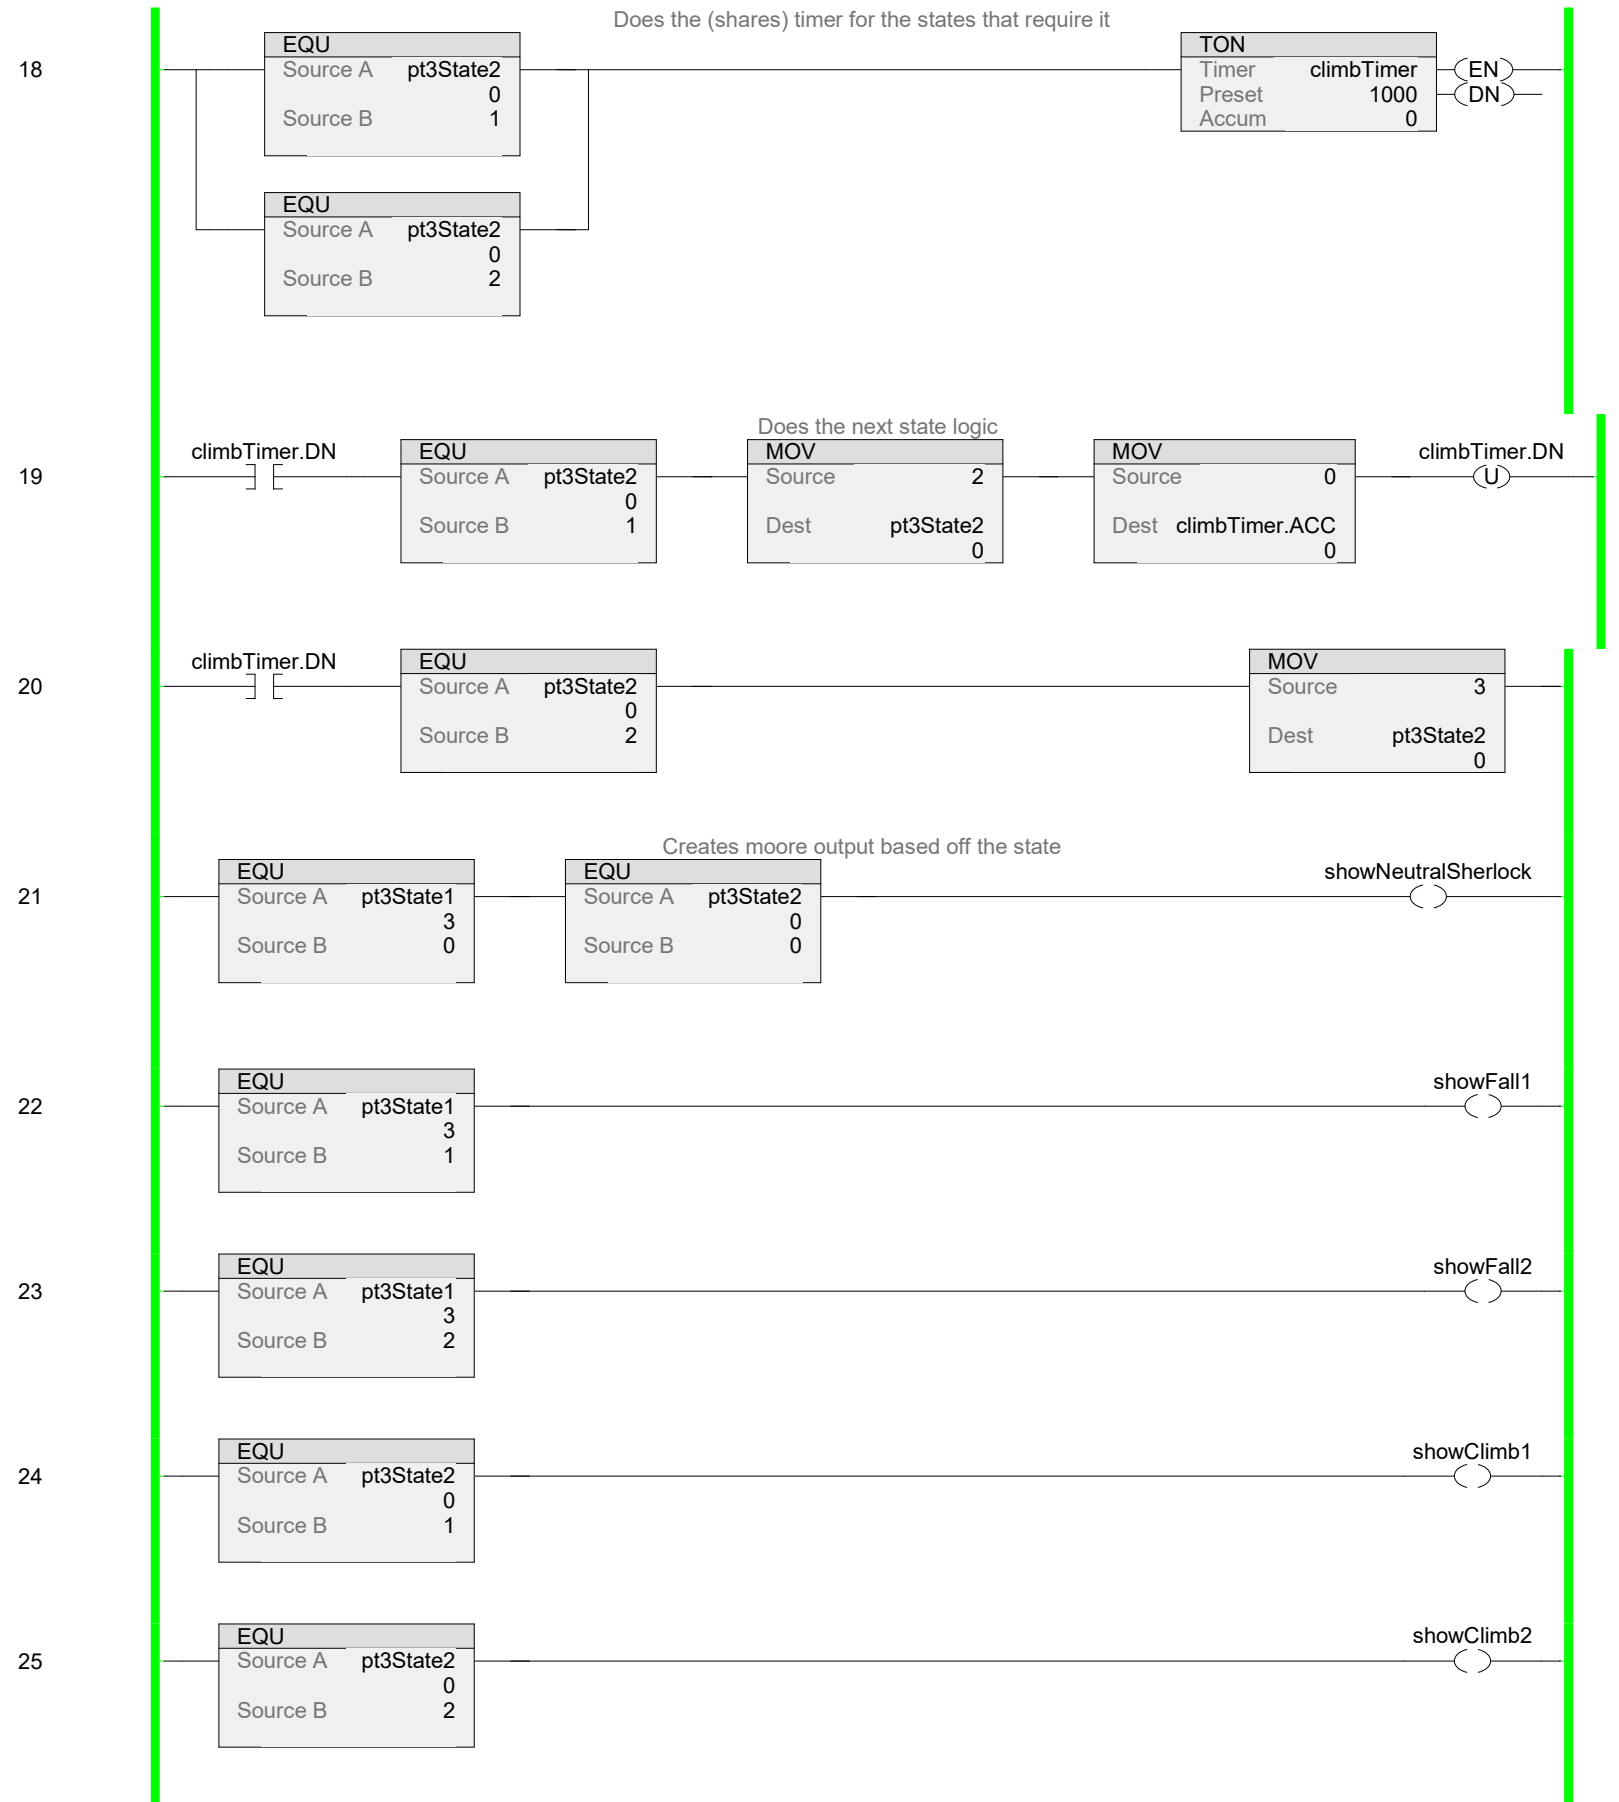 Does the (shares) timer for the states that require it
18
EQU
Source A pt3State2
0
Source B 1
TON
Timer climbTimer
Preset 1000
Accum 0
EN
DN
EQU
Source A pt3State2
0
Source B 2
Does the next state logic
19
climbTimer.DN
EQU
Source A pt3State2
0
Source B 1
MOV
Source 2
Dest pt3State2
0
MOV
Source 0
Dest climbTimer.ACC
0
climbTimer.DN
U
20
climbTimer.DN
EQU
Source A pt3State2
0
Source B 2
MOV
Source 3
Dest pt3State2
0
Creates moore output based off the state
21
EQU
Source A pt3State1
3
Source B 0
EQU
Source A pt3State2
0
Source B 0
showNeutralSherlock
22
EQU
Source A pt3State1
3
Source B 1
showFall1
23
EQU
Source A pt3State1
3
Source B 2
showFall2
24
EQU
Source A pt3State2
0
Source B 1
showClimb1
25
EQU
Source A pt3State2
0
Source B 2
showClimb2